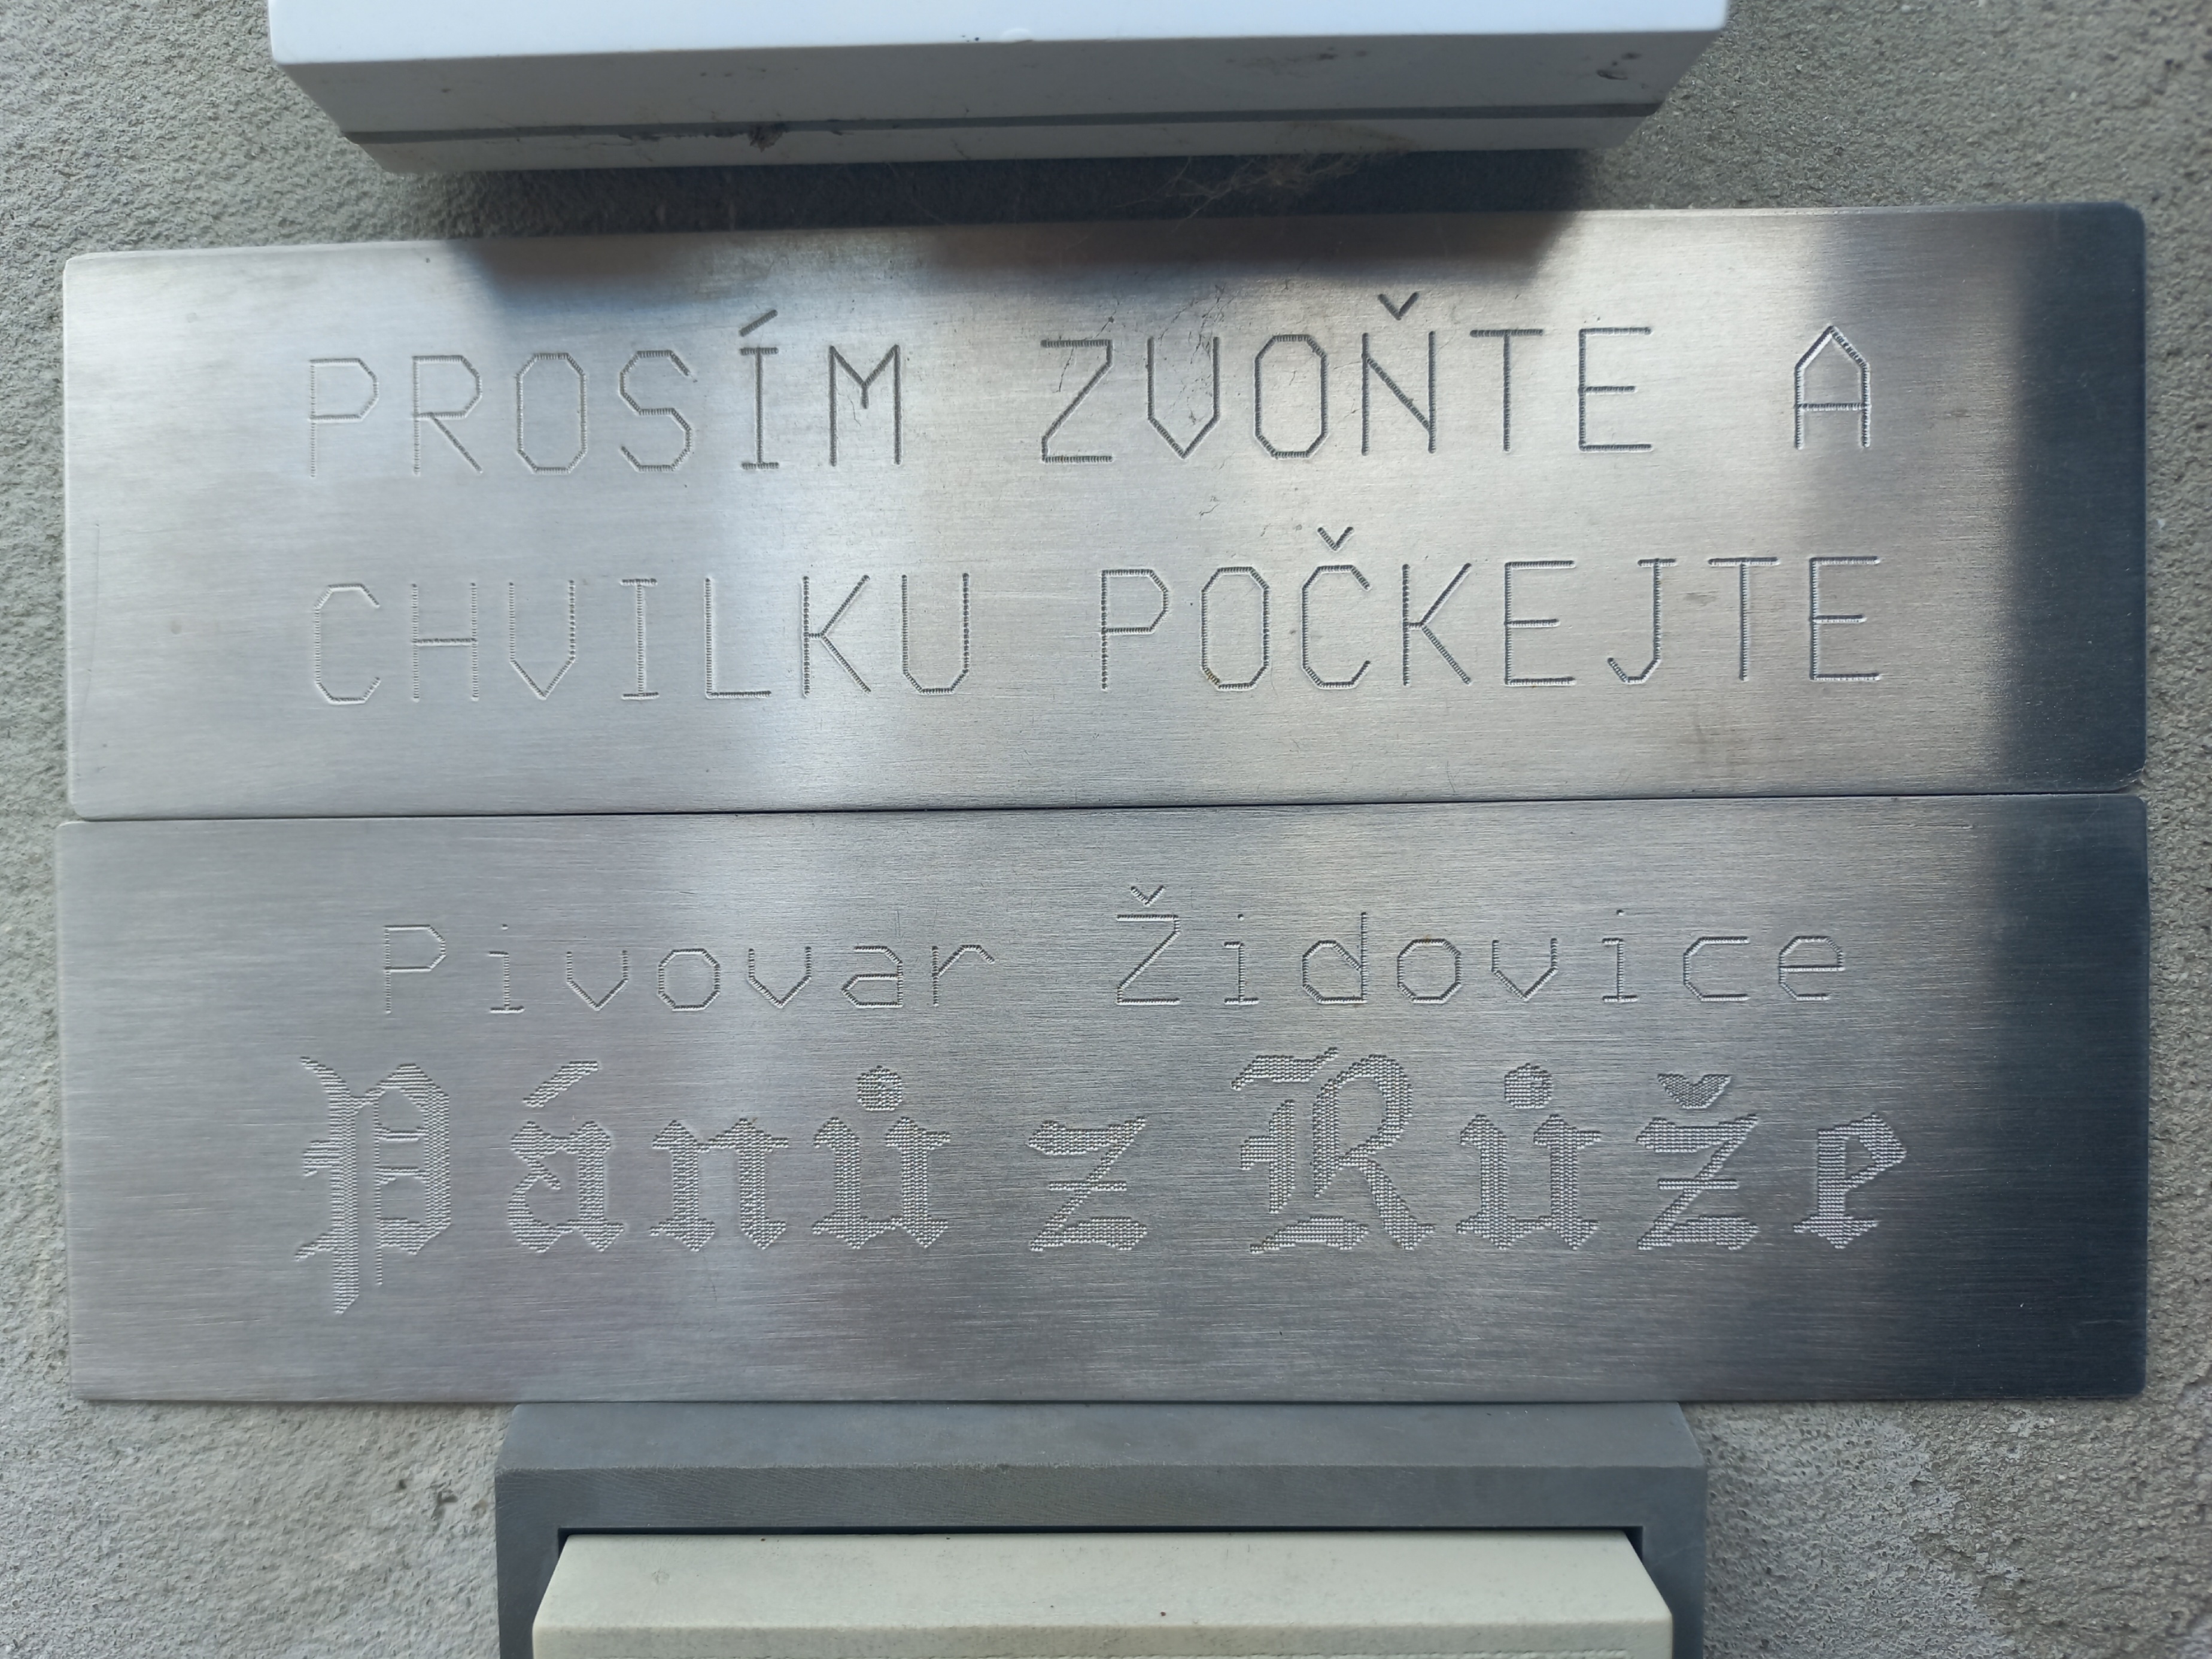 PROSÍM ZVOŇTE A
CHVILKU POČKEJTE
Pivovar Židovice
Pánů z Růže